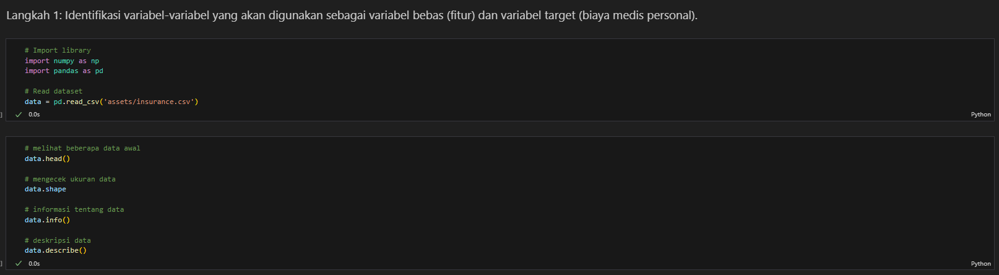 Langkah 1: Identifikasi variabel-variabel yang akan digunakan sebagai variabel bebas (fitur) dan variabel target (biaya medis personal).
# Import library
import numpy as np
import pandas as pd
# Read dataset
data = pd.read_csv('assets/insurance.csv')
] ✓ 0.0s Python
# melihat beberapa data awal
data.head()
# mengecek ukuran data
data.shape
# informasi tentang data
data.info()
# deskripsi data
data.describe()
] ✓ 0.0s Python